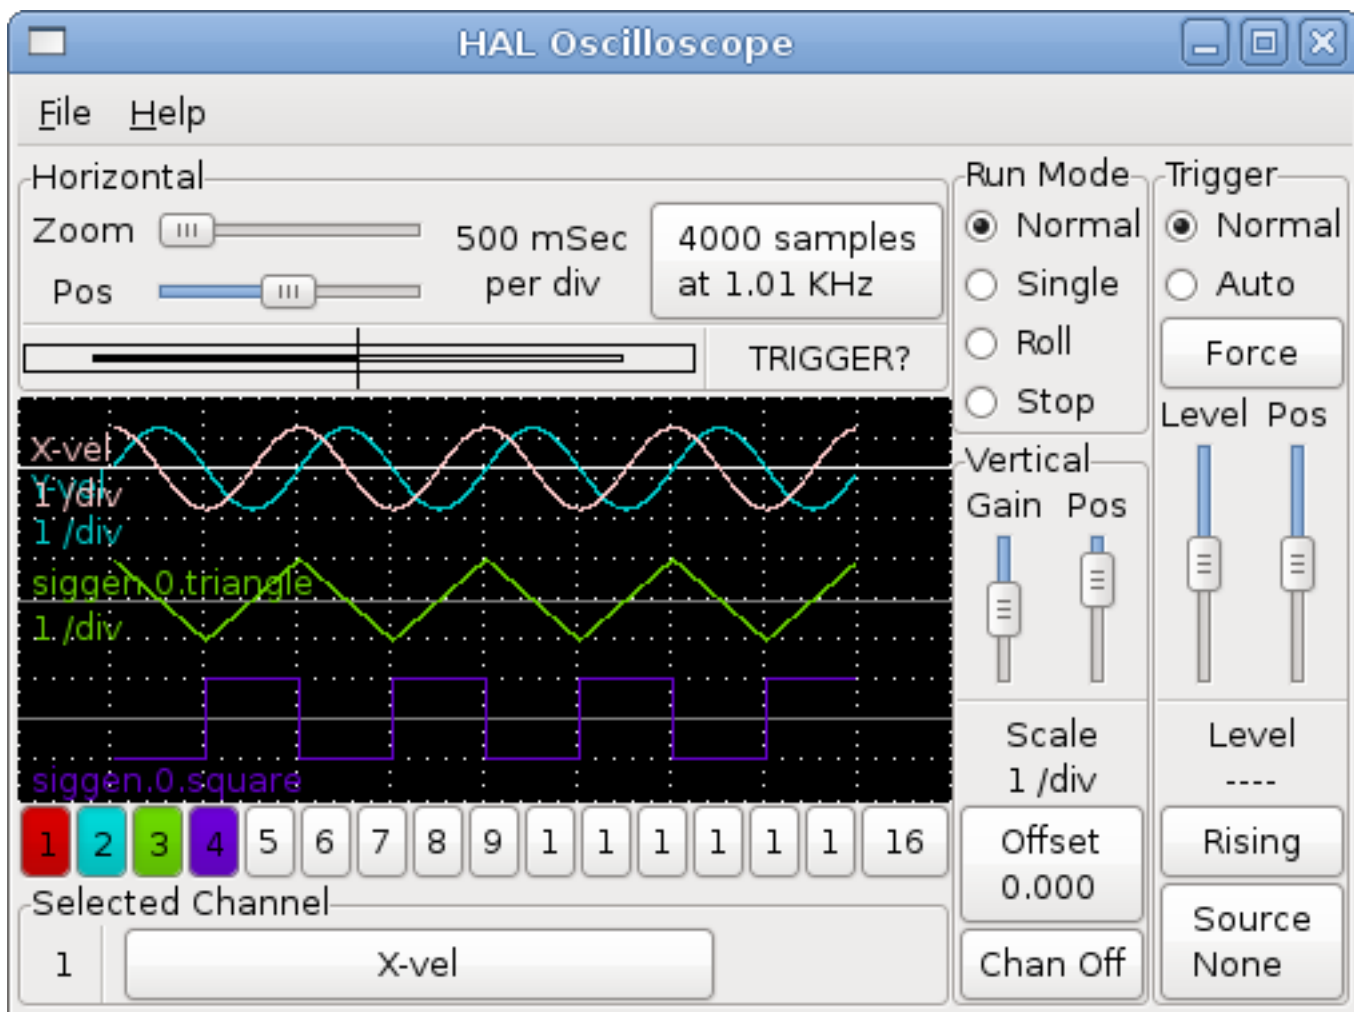 HAL Oscilloscope
File Help
Horizontal
Zoom
Pos
500 mSec
per div
4000 samples
at 1.01 KHz
TRIGGER?
Run Mode
Normal
Single
Roll
Stop
Trigger
Normal
Auto
Force
Level Pos
X-vel
Y-vel
1 /div
1 /div
siggen.0.triangle
1 /div
siggen.0.square
Vertical
Gain Pos
Scale
1 /div
Offset
0.000
Chan Off
Level
----
Rising
Source
None
1 2 3 4 5 6 7 8 9 1 1 1 1 1 1 16
Selected Channel
1 X-vel